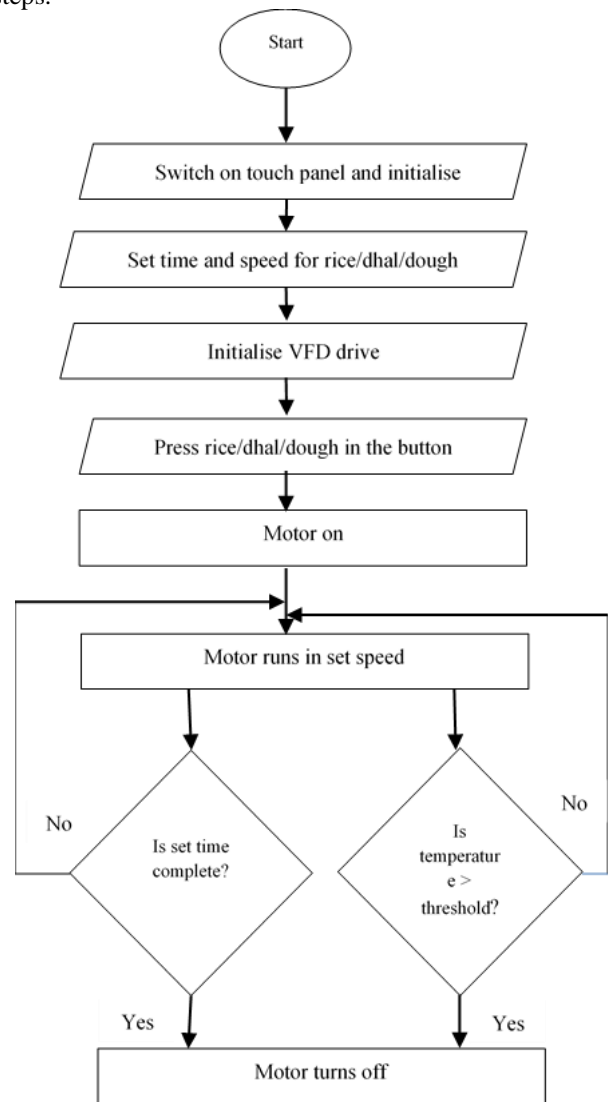 steps.
Start
Switch on touch panel and initialise
Set time and speed for rice/dhal/dough
Initialise VFD drive
Press rice/dhal/dough in the button
Motor on
Motor runs in set speed
No
Is set time
complete?
Is
temperatur
e >
threshold?
No
Yes
Yes
Motor turns off